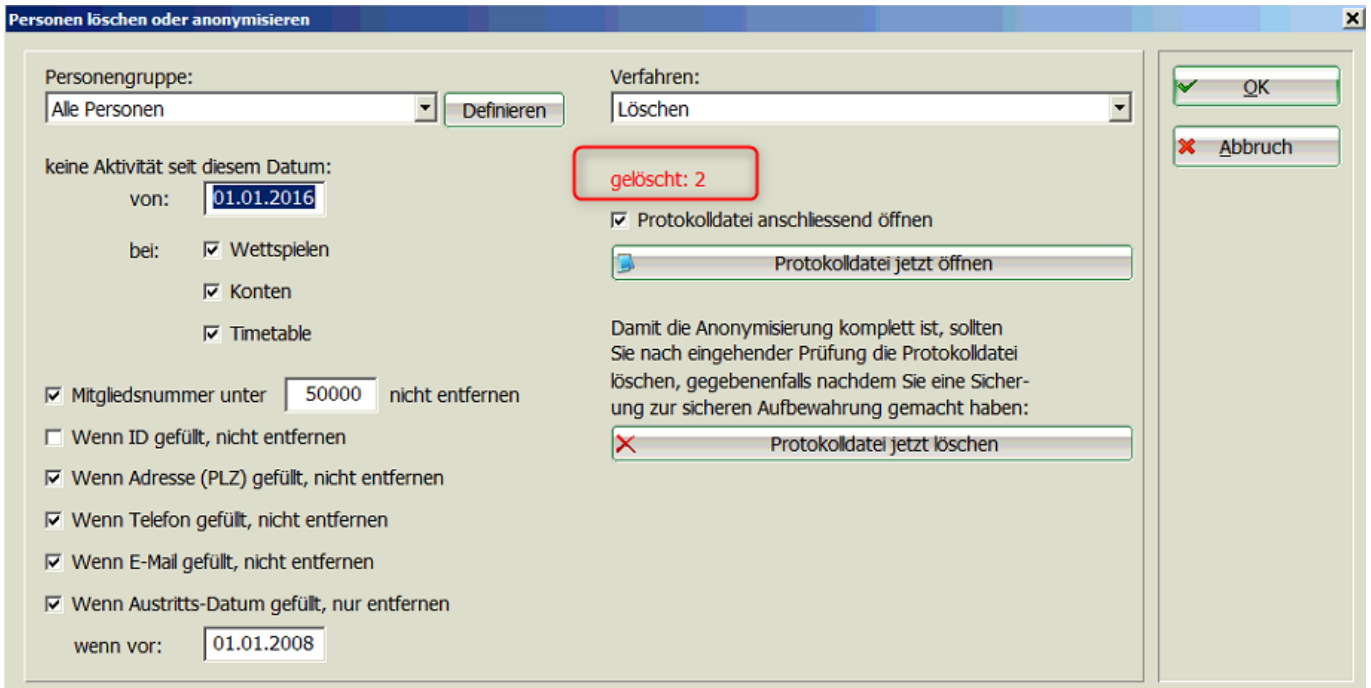 Personen löschen oder anonymisieren
Personengruppe:
Alle Personen
Definieren
keine Aktivität seit diesem Datum:
von: 01.01.2016
bei: Wettspielen
Konten
Timetable
Mitgliedsnummer unter 50000 nicht entfernen
Wenn ID gefüllt, nicht entfernen
Wenn Adresse (PLZ) gefüllt, nicht entfernen
Wenn Telefon gefüllt, nicht entfernen
Wenn E-Mail gefüllt, nicht entfernen
Wenn Austritts-Datum gefüllt, nur entfernen
wenn vor: 01.01.2008
Verfahren:
Löschen
gelöscht: 2
Protokolldatei anschliessend öffnen
Protokolldatei jetzt öffnen
Damit die Anonymisierung komplett ist, sollten
Sie nach eingehender Prüfung die Protokolldatei
löschen, gegebenenfalls nachdem Sie eine Sicher-
ung zur sicheren Aufbewahrung gemacht haben:
Protokolldatei jetzt löschen
OK
Abbruch